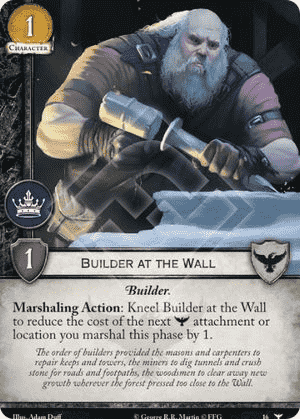 1
CHARACTER
1
BUILDER AT THE WALL
Builder.
Marshaling Action: Kneel Builder at the Wall
to reduce the cost of the next attachment or
location you marshal this phase by 1.
The order of builders provided the masons and carpenters to
repair keeps and towers, the miners to dig tunnels and crush
stone for roads and footpaths, the woodsmen to clear away new
growth wherever the forest pressed too close to the Wall.
Illus. Adam Duff
© George R.R. Martin © FFG
16